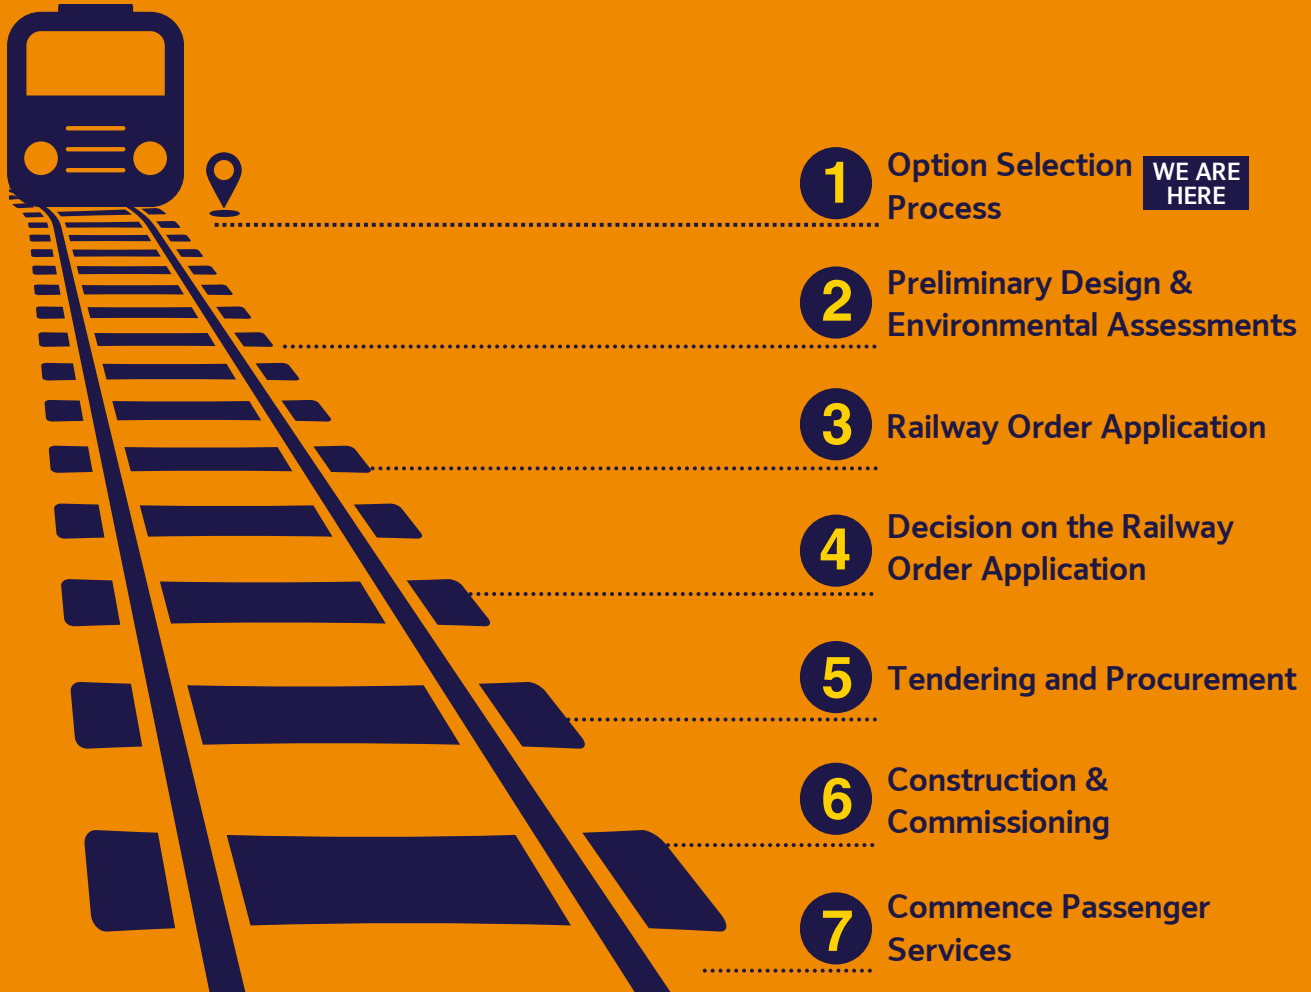 1
Option Selection
Process
WE ARE
HERE
2
Preliminary Design &
Environmental Assessments
3
Railway Order Application
4
Decision on the Railway
Order Application
5
Tendering and Procurement
6
Construction &
Commissioning
7
Commence Passenger
Services